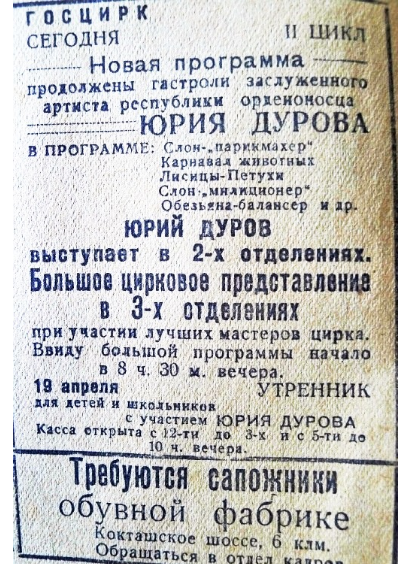 ГОСЦИРК
СЕГОДНЯ II ЦИКЛ
Новая программа
продолжены гастроли заслуженного
артиста республики орденоносца
ЮРИЯ ДУРОВА
В ПРОГРАММЕ: Слон-„парикмахер"
Карнавал животных
Лисицы-Петухи
Слон-„милиционер"
Обезьяна-балансер и др.
ЮРИЙ ДУРОВ
выступает в 2-х отделениях.
Большое цирковое представление
в 3-х отделениях
при участии лучших мастеров цирка.
Ввиду большой программы начало
в 8 ч. 30 м. вечера.
19 апреля УТРЕННИК
для детей и школьников
с участием ЮРИЯ ДУРОВА
Касса открыта с 12-ти до 3-х и с 5-ти до
10 ч. вечера.
Требуются сапожники
обувной фабрике
Кокташское шоссе, 6 клм.
Обращаться в отдел кадров